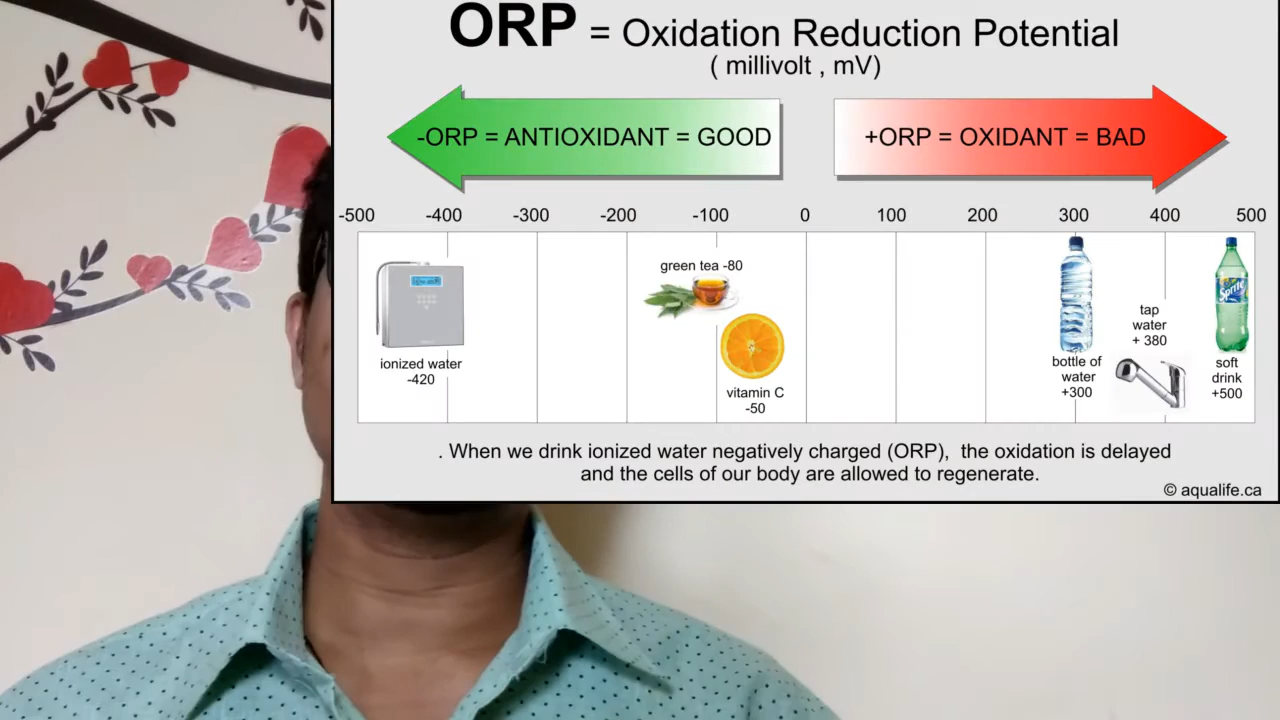 ORP = Oxidation Reduction Potential
( millivolt , mV)
-ORP = ANTIOXIDANT = GOOD
+ORP = OXIDANT = BAD
-500 -400 -300 -200 -100 0 100 200 300 400 500
green tea -80
ionized water
-420
vitamin C
-50
bottle of
water
+300
tap
water
+ 380
Sprite
soft
drink
+500
. When we drink ionized water negatively charged (ORP), the oxidation is delayed
and the cells of our body are allowed to regenerate.
© aqualife.ca